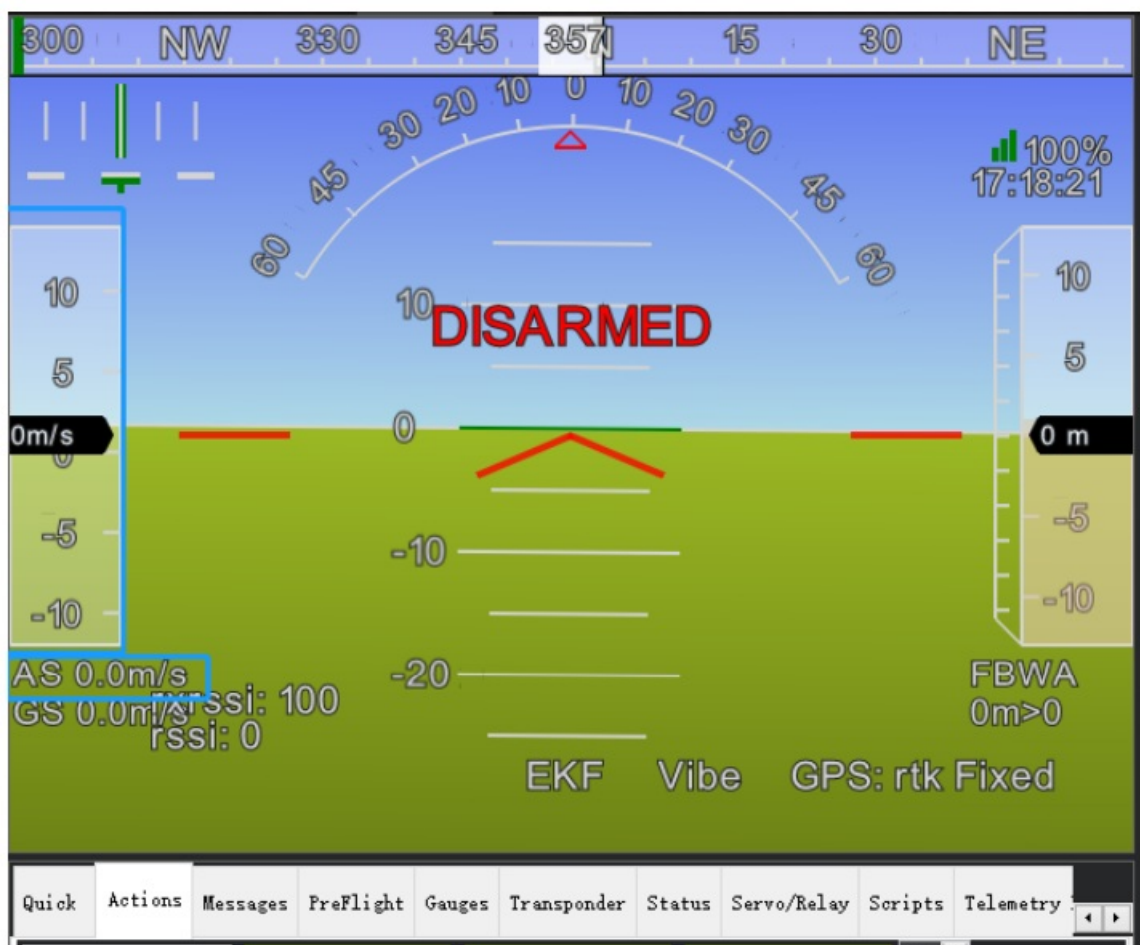 300 NW 330 345 357 15 30 NE
60 45 30 20 10 0 10 20 30 45 60
100%
17:18:21
10 10 10
5 5
DISARMED
0m/s 0 0 m
0
-5 -5
-10 -10 -10
AS 0.0m/s -20 FBWA
GS 0.0m/s rxrssi: 100 0m>0
rssi: 0
EKF Vibe GPS: rtk Fixed
Quick Actions Messages PreFlight Gauges Transponder Status Servo/Relay Scripts Telemetry